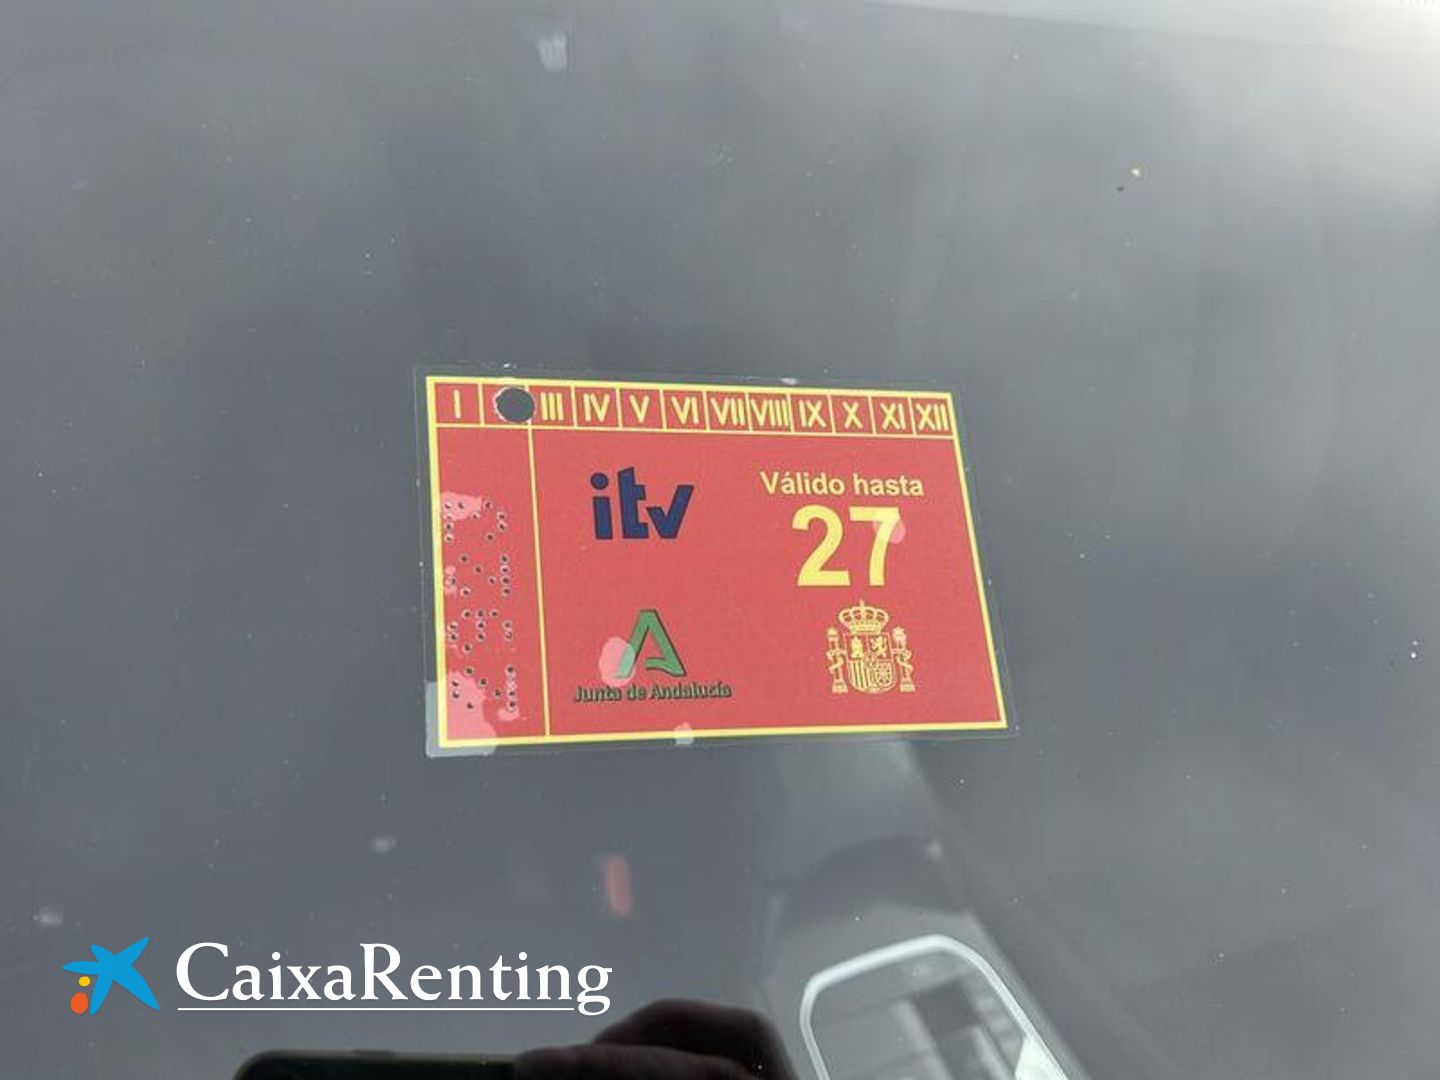 I III IV V VI VII VIII IX X XI XII
itv
Válido hasta
27
Junta de Andalucía
CaixaRenting